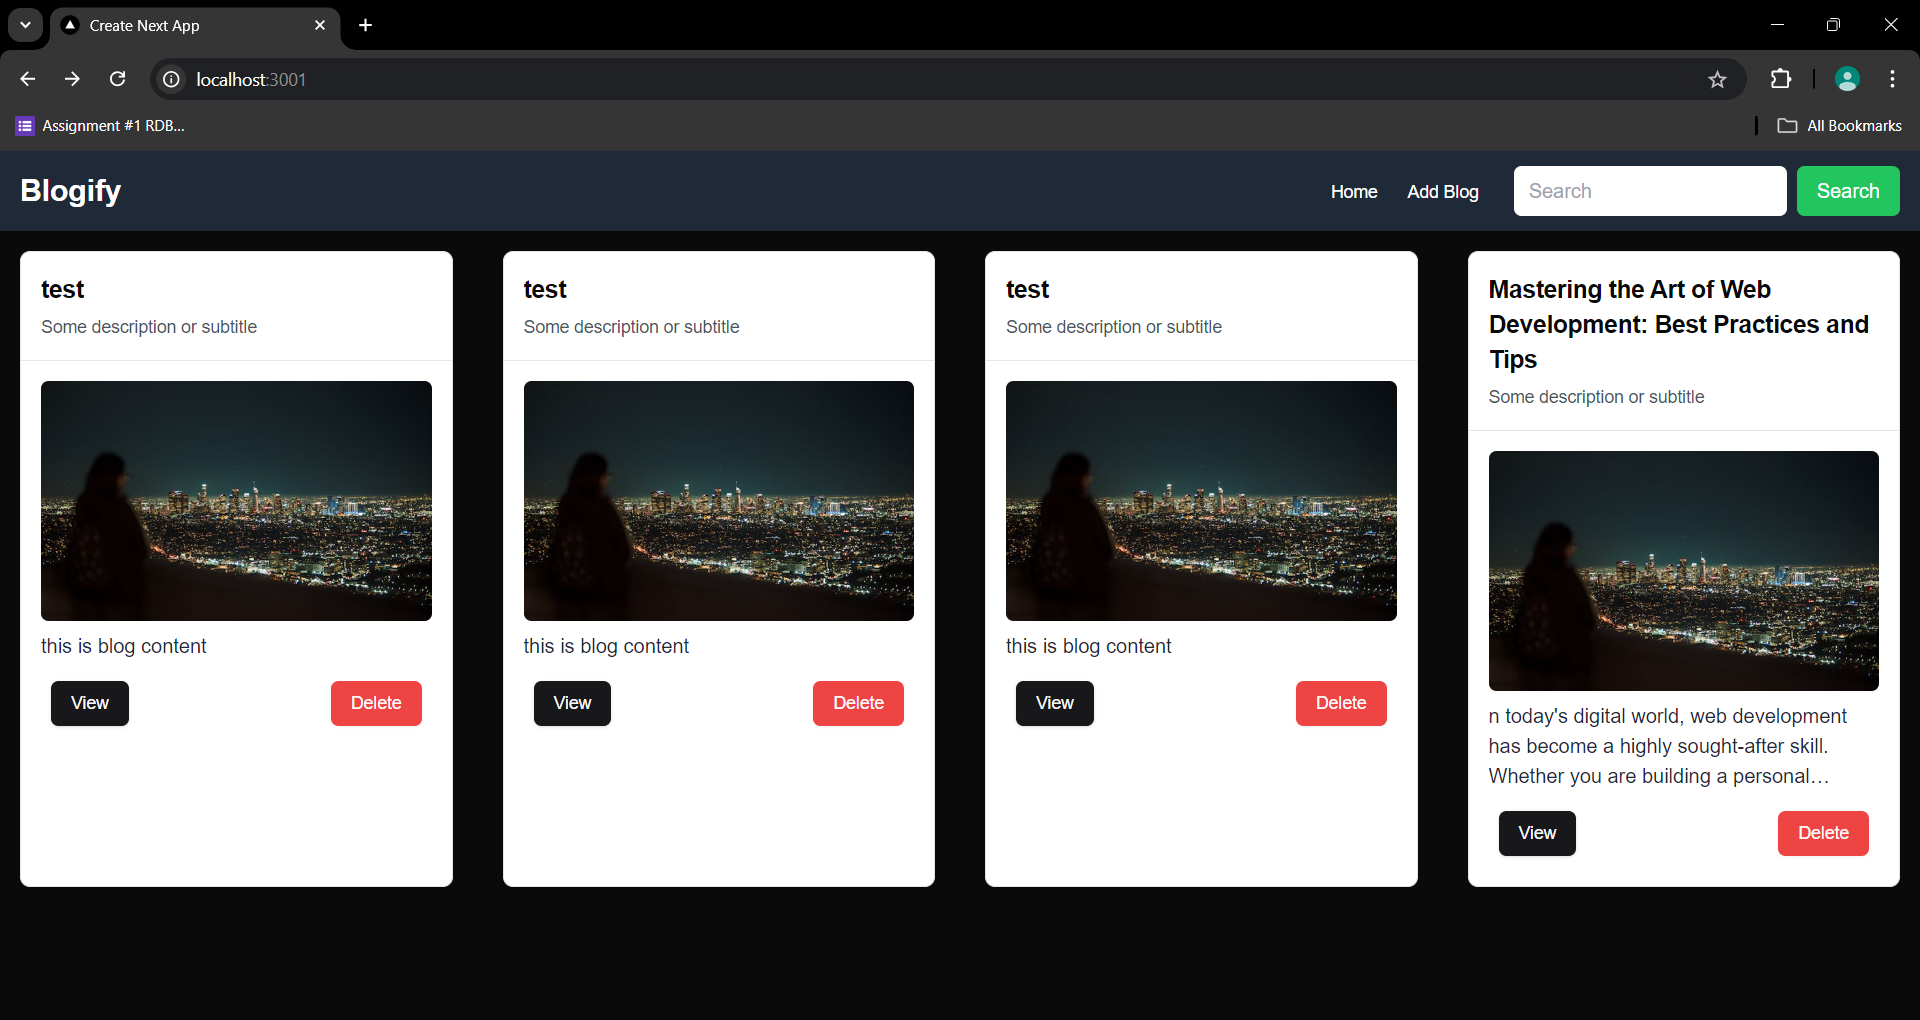 Create Next App
localhost:3001
Assignment #1 RDB...
All Bookmarks
Blogify
Home
Add Blog
Search
Search
test
Some description or subtitle
this is blog content
View
Delete
test
Some description or subtitle
this is blog content
View
Delete
test
Some description or subtitle
this is blog content
View
Delete
Mastering the Art of Web
Development: Best Practices and
Tips
Some description or subtitle
n today's digital world, web development
has become a highly sought-after skill.
Whether you are building a personal...
View
Delete